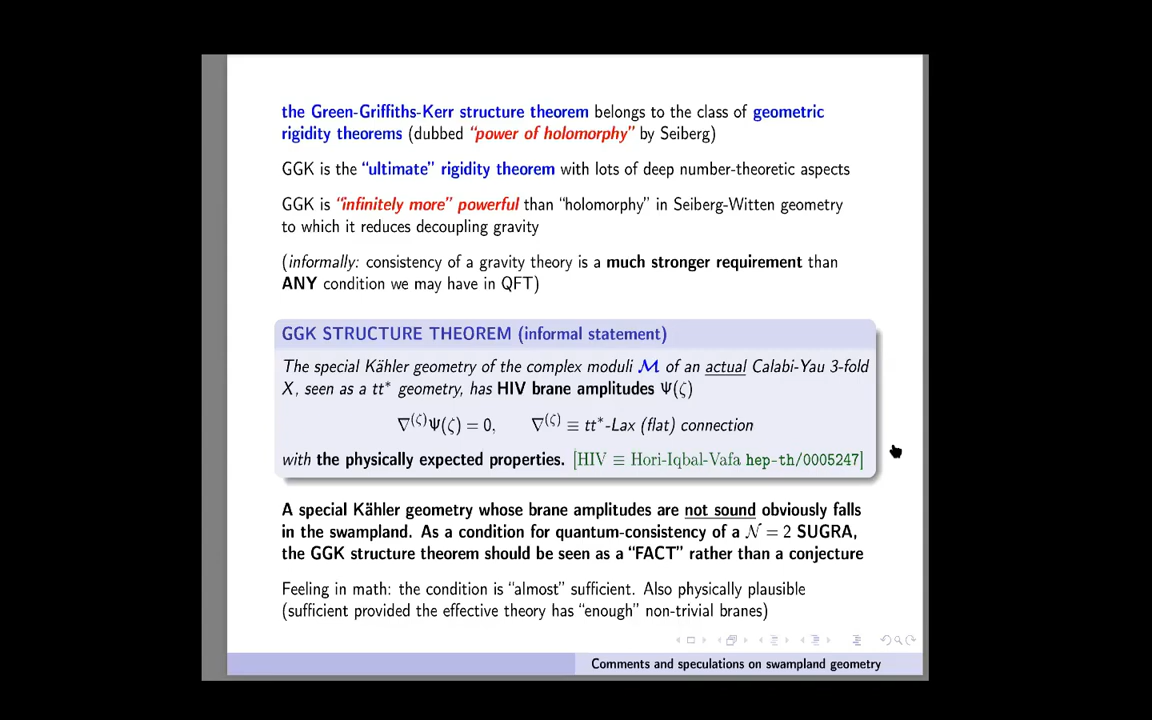 the Green-Griffiths-Kerr structure theorem belongs to the class of geometric
rigidity theorems (dubbed “power of holomorphy” by Seiberg)
GGK is the “ultimate” rigidity theorem with lots of deep number-theoretic aspects
GGK is “infinitely more” powerful than “holomorphy” in Seiberg-Witten geometry
to which it reduces decoupling gravity
(informally: consistency of a gravity theory is a much stronger requirement than
ANY condition we may have in QFT)
GGK STRUCTURE THEOREM (informal statement)
The special Kähler geometry of the complex moluli ℳ of an actual Calabi-Yau 3-fold
X, seen as a tt* geometry, has HIV brane amplitudes Ψ(ζ)
∇^(ζ)Ψ(ζ) = 0, ∇^(ζ) ≡ tt*-Lax (flat) connection
with the physically expected properties. [HIV ≡ Hori-Iqbal-Vafa hep-th/0005247]
A special Kähler geometry whose brane amplitudes are not sound obviously falls
in the swampland. As a condition for quantum-consistency of a 𝒩 = 2 SUGRA,
the GGK structure theorem should be seen as a “FACT” rather than a conjecture
Feeling in math: the condition is “almost” sufficient. Also physically plausible
(sufficient provided the effective theory has “enough” non-trivial branes)
Comments and speculations on swampland geometry